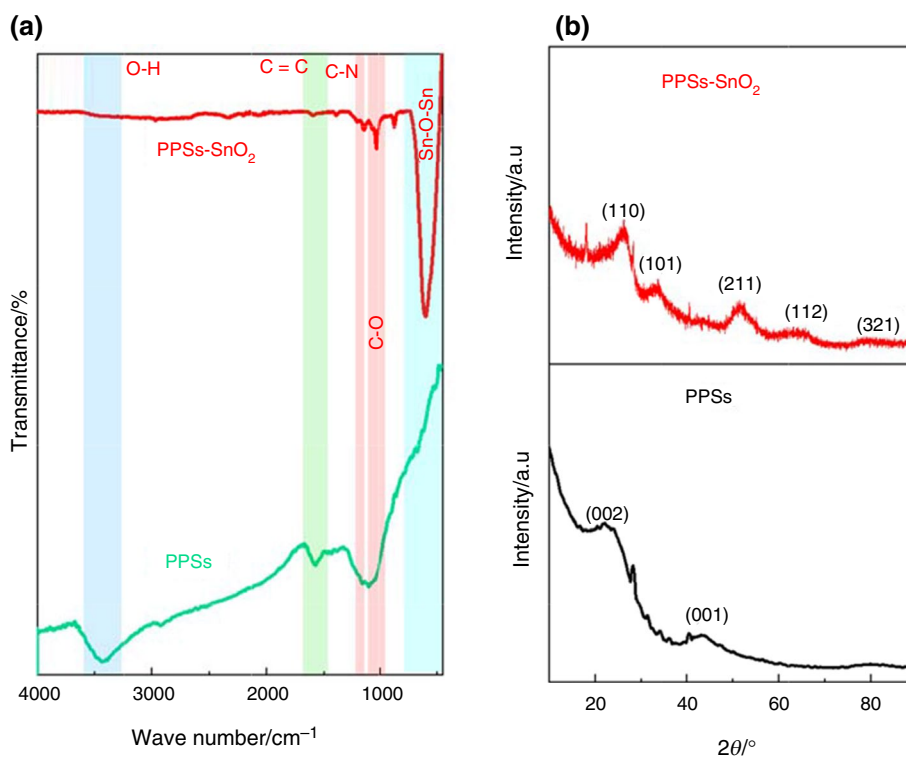 (a)
O-H
C = C
C-N
Sn-O-Sn
PPSs-SnO₂
C-O
PPSs
Transmittance/%
4000
3000
2000
1000
Wave number/cm⁻¹
(b)
PPSs-SnO₂
(110)
(101)
(211)
(112)
(321)
Intensity/a.u
PPSs
(002)
(001)
Intensity/a.u
20
40
60
80
2θ/°